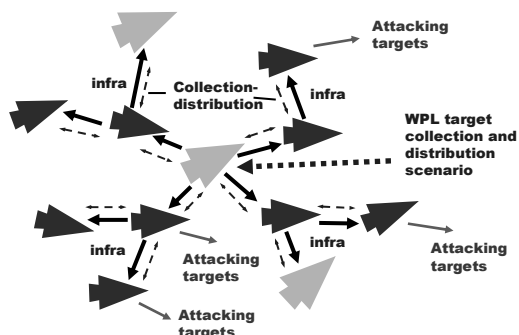 Attacking
targets
infra
Collection-
distribution
infra
WPL target
collection and
distribution
scenario
infra
infra
Attacking
targets
Attacking
targets
Attacking
targets